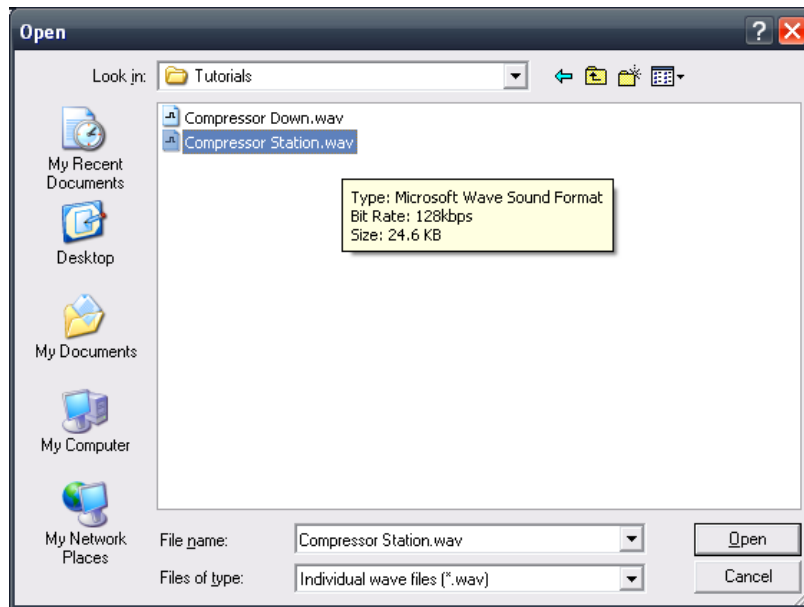 Open
Look in: Tutorials
My Recent
Documents
Desktop
My Documents
My Computer
My Network
Places
Compressor Down.wav
Compressor Station.wav
Type: Microsoft Wave Sound Format
Bit Rate: 128kbps
Size: 24.6 KB
File name: Compressor Station.wav Open
Files of type: Individual wave files (*.wav) Cancel